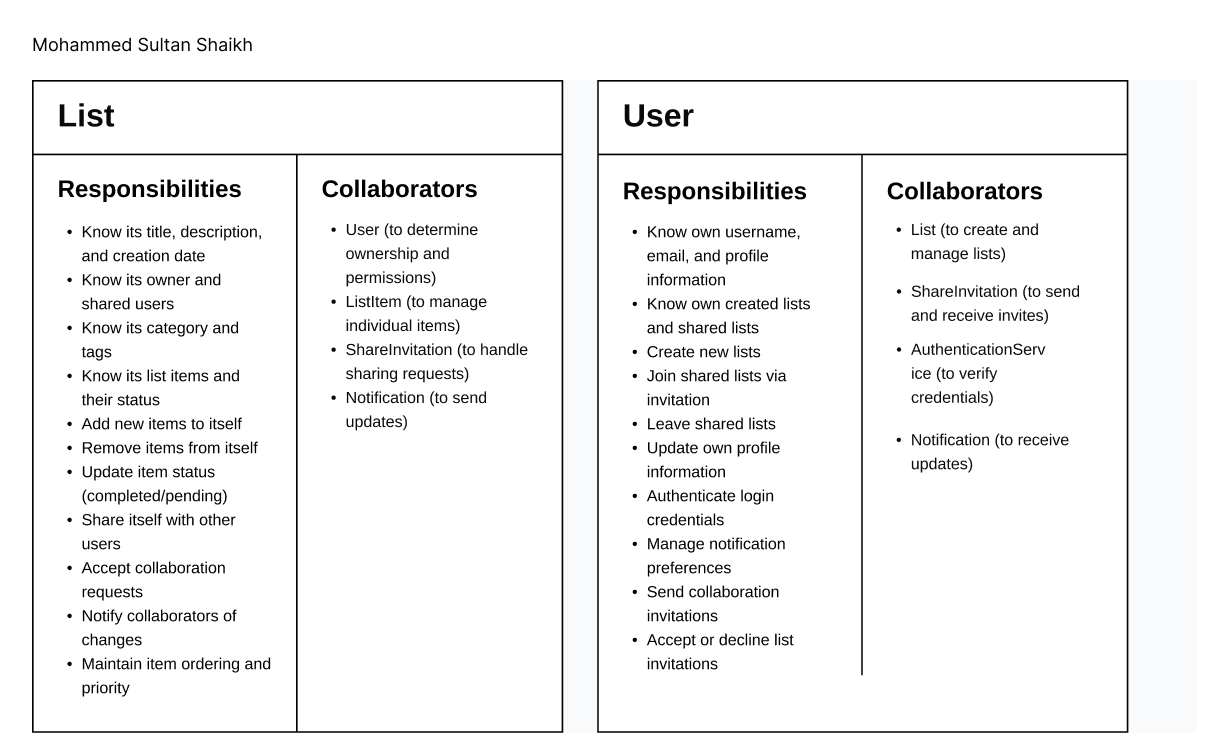 Mohammed Sultan Shaikh
List
Responsibilities
• Know its title, description,
and creation date
• Know its owner and
shared users
• Know its category and
tags
• Know its list items and
their status
• Add new items to itself
• Remove items from itself
• Update item status
(completed/pending)
• Share itself with other
users
• Accept collaboration
requests
• Notify collaborators of
changes
• Maintain item ordering and
priority
Collaborators
• User (to determine
ownership and
permissions)
• ListItem (to manage
individual items)
• ShareInvitation (to handle
sharing requests)
• Notification (to send
updates)
User
Responsibilities
• Know own username,
email, and profile
information
• Know own created lists
and shared lists
• Create new lists
• Join shared lists via
invitation
• Leave shared lists
• Update own profile
information
• Authenticate login
credentials
• Manage notification
preferences
• Send collaboration
invitations
• Accept or decline list
invitations
Collaborators
• List (to create and
manage lists)
• ShareInvitation (to send
and receive invites)
• AuthenticationServ
ice (to verify
credentials)
• Notification (to receive
updates)